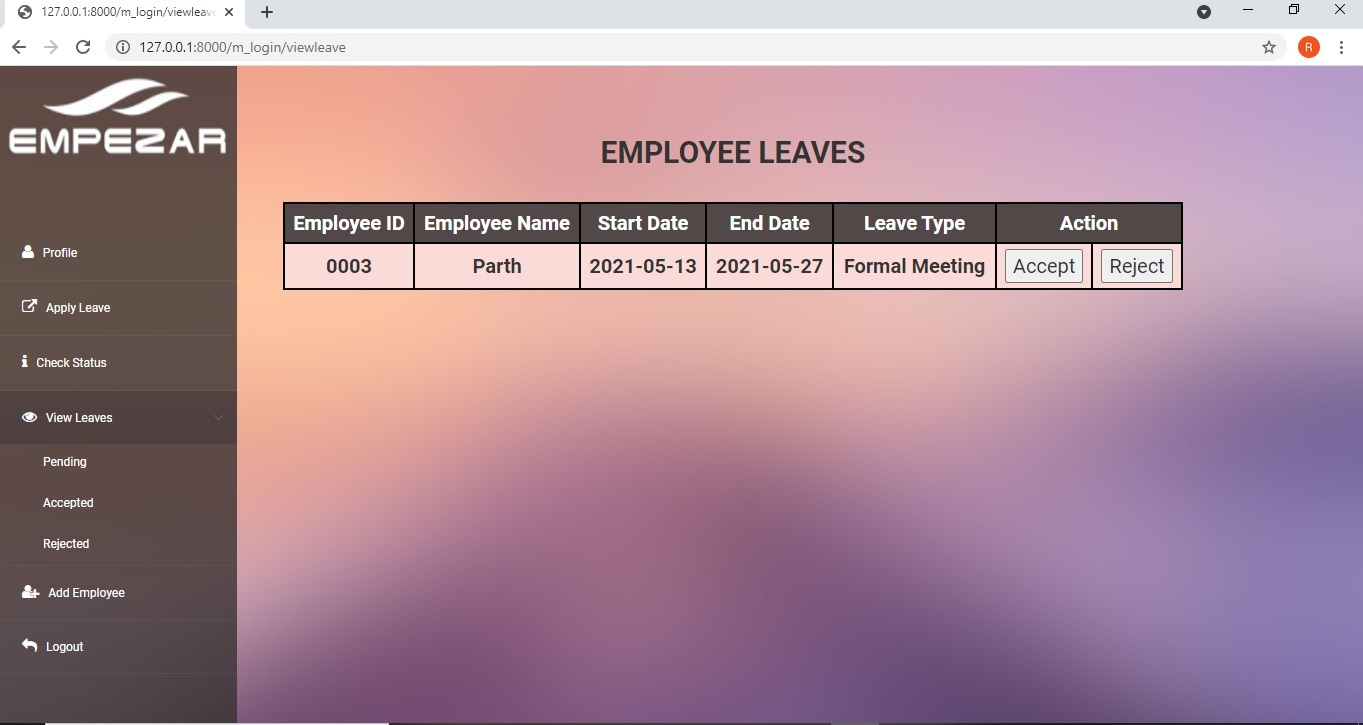 127.0.0.1:8000/m_login/viewleave
127.0.0.1:8000/m_login/viewleave
R
EMPEZAR
Profile
Apply Leave
Check Status
View Leaves
Pending
Accepted
Rejected
Add Employee
Logout
EMPLOYEE LEAVES
Employee ID Employee Name Start Date End Date Leave Type Action
0003 Parth 2021-05-13 2021-05-27 Formal Meeting Accept Reject